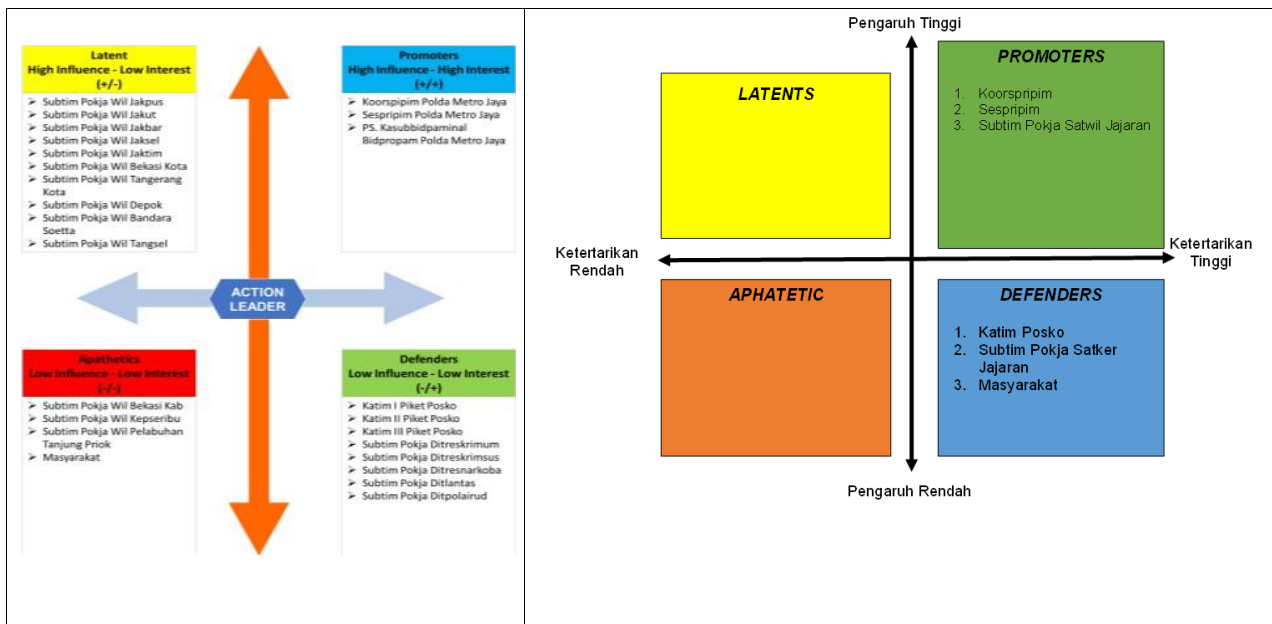 Latent
High Influence - Low Interest
(+/-)
➢ Subtim Pokja Wil Jakpus
➢ Subtim Pokja Wil Jakut
➢ Subtim Pokja Wil Jakbar
➢ Subtim Pokja Wil Jaksel
➢ Subtim Pokja Wil Jaktim
➢ Subtim Pokja Wil Bekasi Kota
➢ Subtim Pokja Wil Tangerang
Kota
➢ Subtim Pokja Wil Depok
➢ Subtim Pokja Wil Bandara
Soetta
➢ Subtim Pokja Wil Tangsel
Promoters
High Influence - High Interest
(+/+)
➢ Koorspipim Polda Metro Jaya
➢ Sespripim Polda Metro Jaya
➢ PS. Kasubbidpaminal
Bidpropam Polda Metro Jaya
ACTION
LEADER
Apathetics
Low Influence - Low Interest
(-/-)
➢ Subtim Pokja Wil Bekasi Kab
➢ Subtim Pokja Wil Kepseribu
➢ Subtim Pokja Wil Pelabuhan
Tanjung Priok
➢ Masyarakat
Defenders
Low Influence - Low Interest
(-/+)
➢ Katim I Piket Posko
➢ Katim II Piket Posko
➢ Katim III Piket Posko
➢ Subtim Pokja Ditreskrimum
➢ Subtim Pokja Ditreskrimsus
➢ Subtim Pokja Ditresnarkoba
➢ Subtim Pokja Ditlantas
➢ Subtim Pokja Ditpolairud
Pengaruh Tinggi
LATENTS
PROMOTERS
1. Koorspripim
2. Sespripim
3. Subtim Pokja Satwil Jajaran
Ketertarikan
Rendah
Ketertarikan
Tinggi
APHATETIC
DEFENDERS
1. Katim Posko
2. Subtim Pokja Satker
Jajaran
3. Masyarakat
Pengaruh Rendah